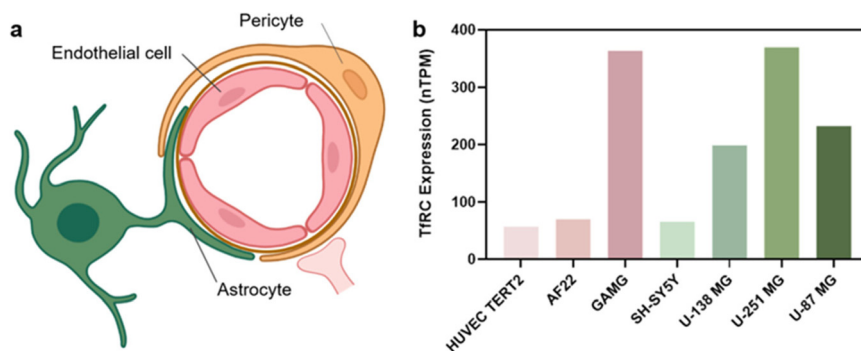 a
Pericyte
Endothelial cell
Astrocyte
b
TfRC Expression (nTPM)
400
300
200
100
0
HUVEC TERT2
AF22
GAMG
SH-SY5Y
U-138 MG
U-251 MG
U-87 MG